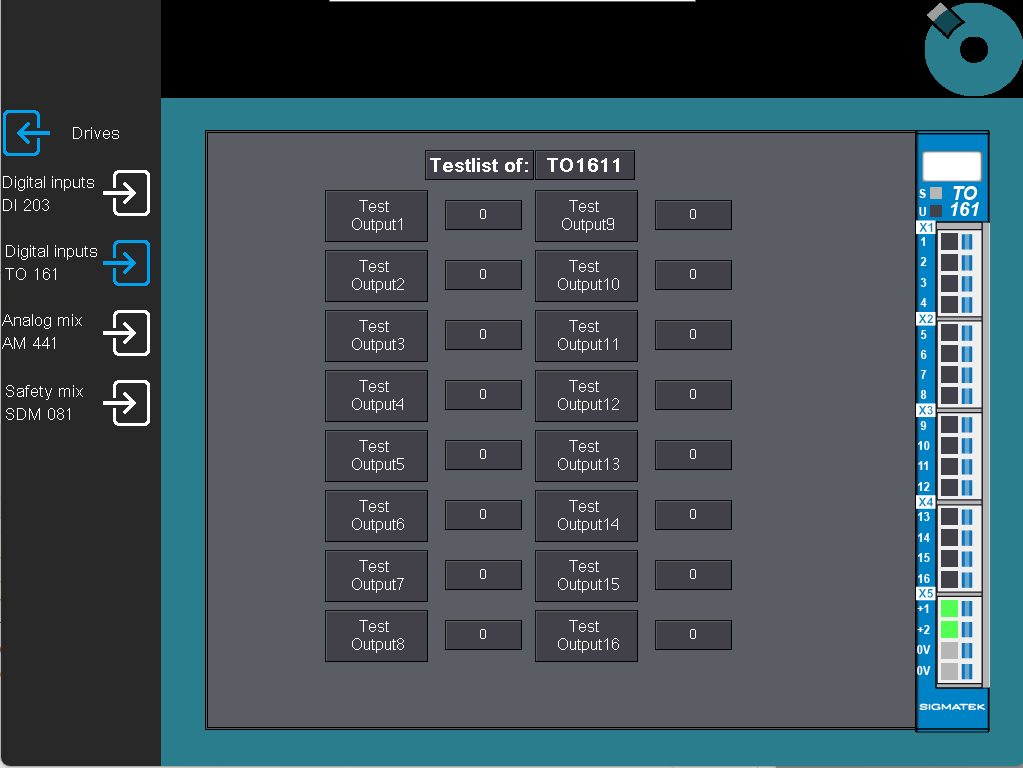 Drives
Digital inputs
DI 203
Digital inputs
TO 161
Analog mix
AM 441
Safety mix
SDM 081
Testlist of: TO1611
Test Output1 0 Test Output9 0
Test Output2 0 Test Output10 0
Test Output3 0 Test Output11 0
Test Output4 0 Test Output12 0
Test Output5 0 Test Output13 0
Test Output6 0 Test Output14 0
Test Output7 0 Test Output15 0
Test Output8 0 Test Output16 0
S TO
U 161
X1
1
2
3
4
X2
5
6
7
8
X3
9
10
11
12
X4
13
14
15
16
X5
+1
+2
0V
0V
SIGMATEK